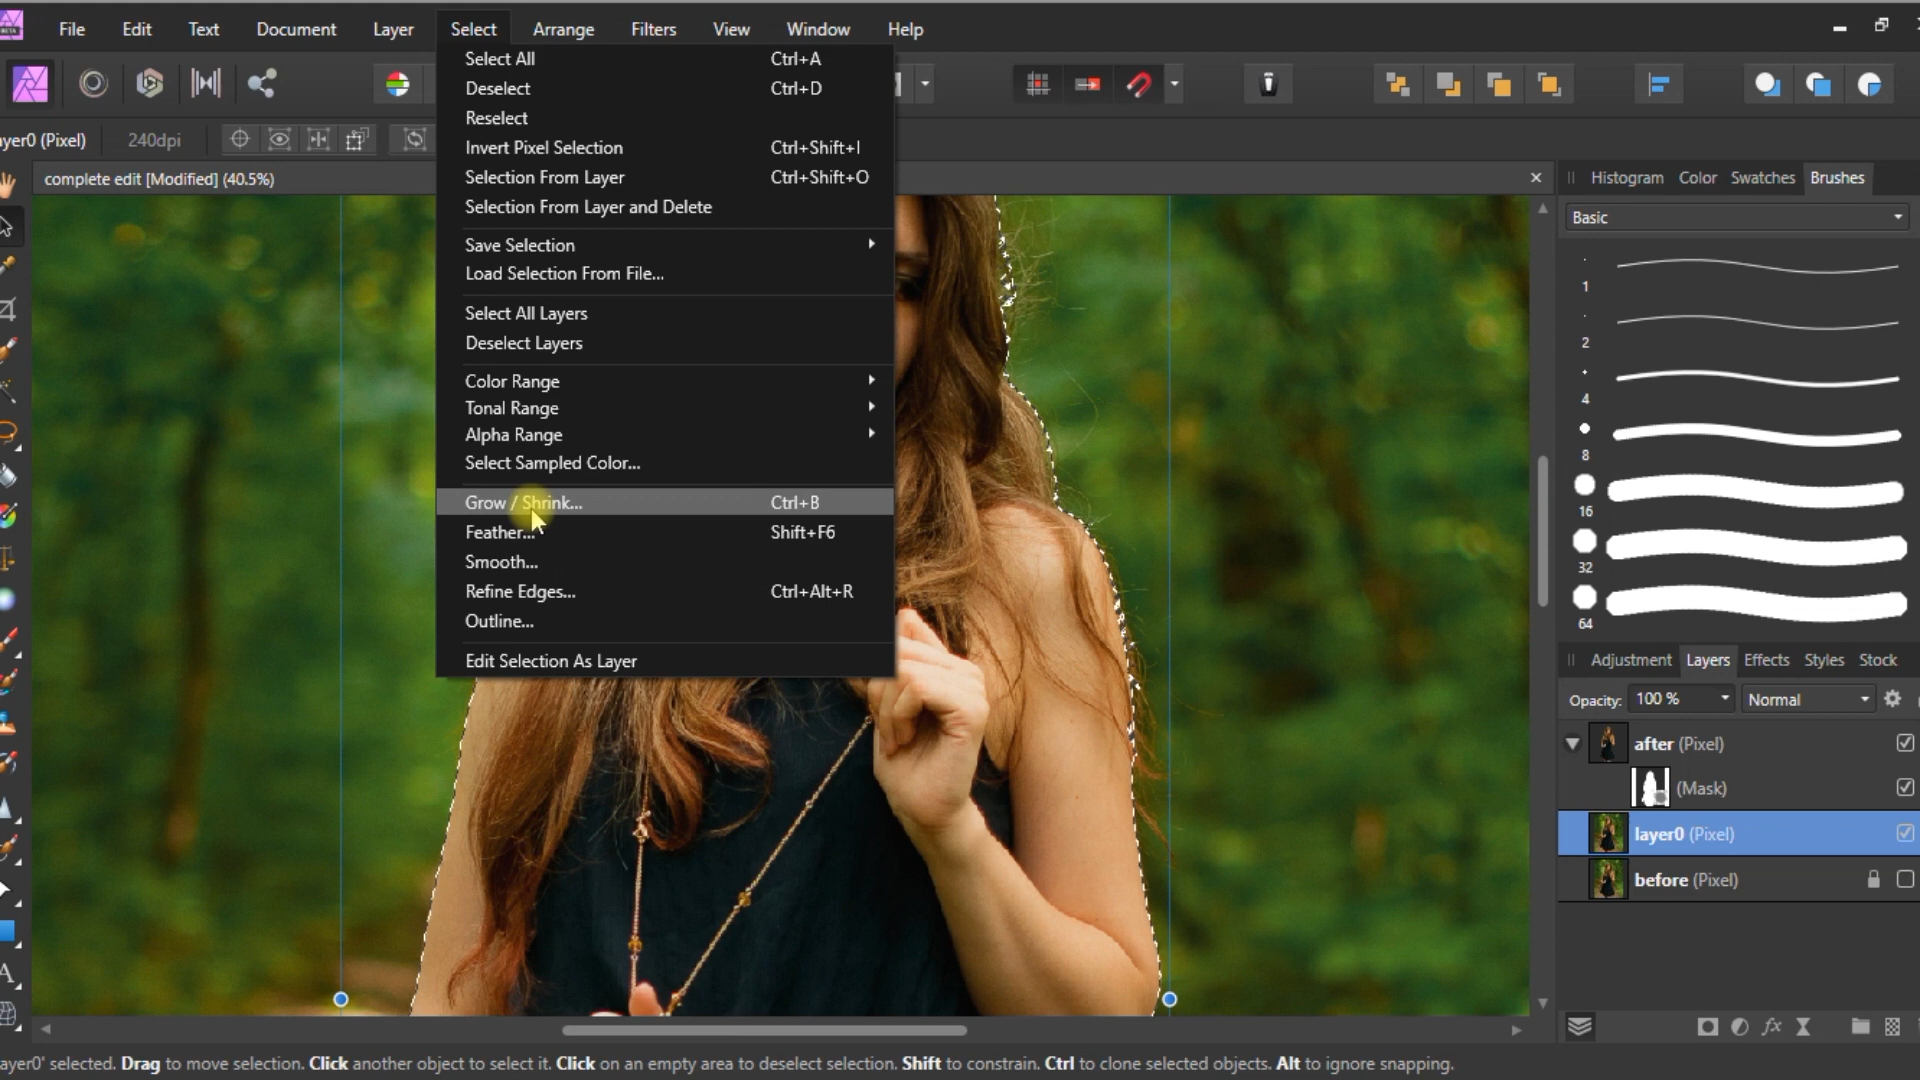 File Edit Text Document Layer Select Arrange Filters View Window Help
Select All Ctrl+A
Deselect Ctrl+D
Reselect
Invert Pixel Selection Ctrl+Shift+I
Selection From Layer Ctrl+Shift+O
Selection From Layer and Delete
Save Selection
Load Selection From File...
Select All Layers
Deselect Layers
Color Range
Tonal Range
Alpha Range
Select Sampled Color...
Grow / Shrink... Ctrl+B
Feather... Shift+F6
Smooth...
Refine Edges... Ctrl+Alt+R
Outline...
Edit Selection As Layer
ayer0 (Pixel) 240dpi
complete edit [Modified] (40.5%)
Histogram Color Swatches Brushes
Basic
1
2
4
8
16
32
64
Adjustment Layers Effects Styles Stock
Opacity: 100 % Normal
after (Pixel)
(Mask)
layer0 (Pixel)
before (Pixel)
fx
ayer0' selected. Drag to move selection. Click another object to select it. Click on an empty area to deselect selection. Shift to constrain. Ctrl to clone selected objects. Alt to ignore snapping.